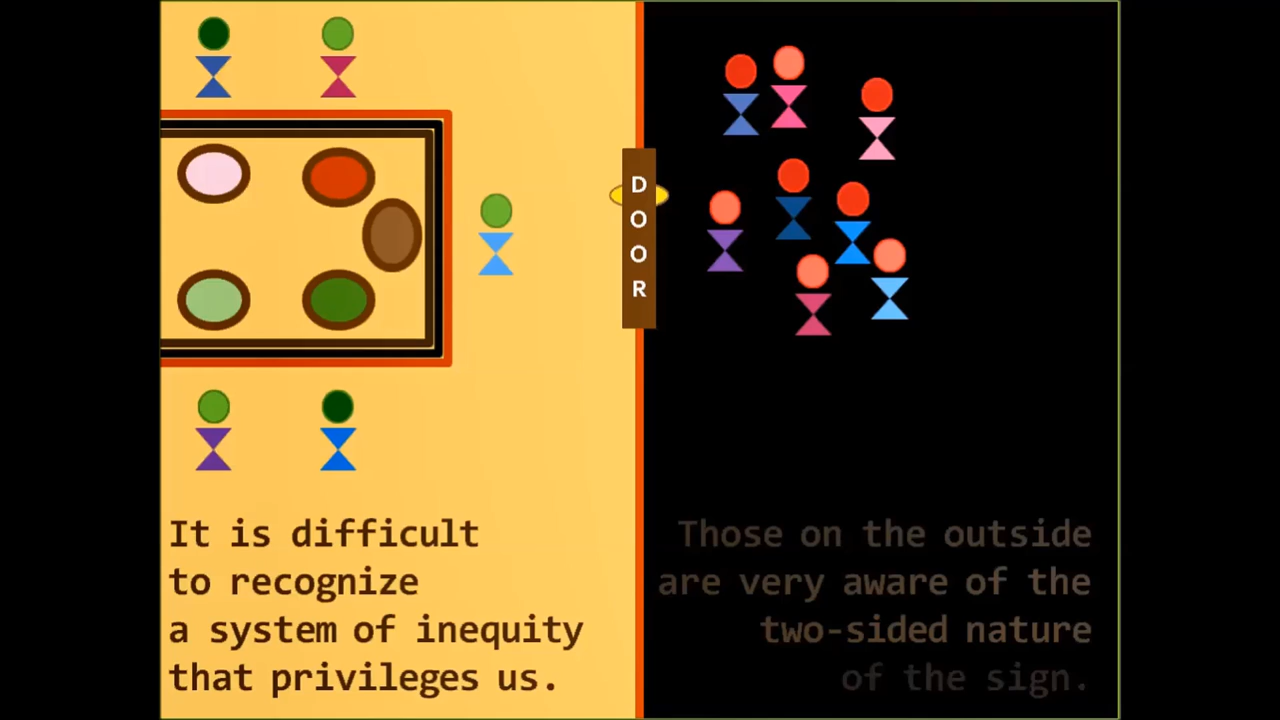 DOOR
It is difficult
to recognize
a system of inequity
that privileges us.
Those on the outside
are very aware of the
two-sided nature
of the sign.